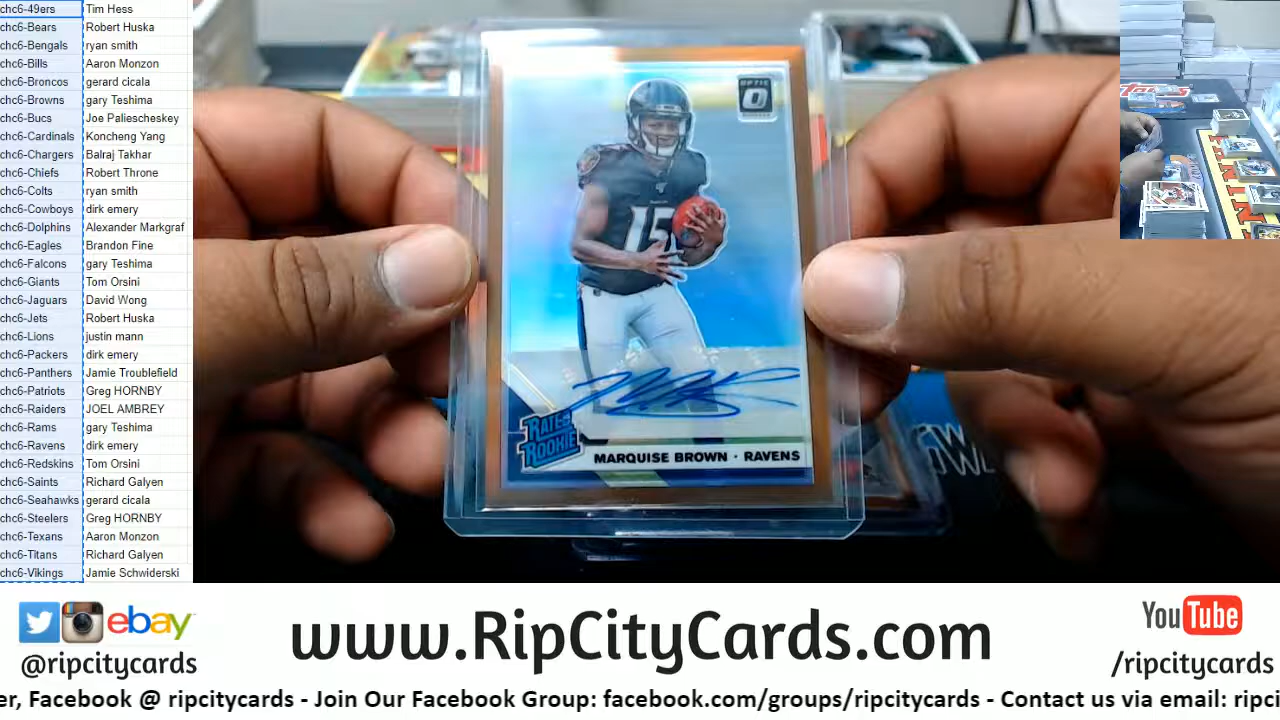 chc6-49ers Tim Hess
chc6-Bears Robert Huska
chc6-Bengals ryan smith
chc6-Bills Aaron Monzon
chc6-Broncos gerard cicala
chc6-Browns gary Teshima
chc6-Bucs Joe Paliescheskey
chc6-Cardinals Koncheng Yang
chc6-Chargers Balraj Takhar
chc6-Chiefs Robert Throne
chc6-Colts ryan smith
chc6-Cowboys dirk emery
chc6-Dolphins Alexander Markgraf
chc6-Eagles Brandon Fine
chc6-Falcons gary Teshima
chc6-Giants Tom Orsini
chc6-Jaguars David Wong
chc6-Jets Robert Huska
chc6-Lions justin mann
chc6-Packers dirk emery
chc6-Panthers Jamie Troublefield
chc6-Patriots Greg HORNBY
chc6-Raiders JOEL AMBREY
chc6-Rams gary Teshima
chc6-Ravens dirk emery
chc6-Redskins Tom Orsini
chc6-Saints Richard Galyen
chc6-Seahawks gerard cicala
chc6-Steelers Greg HORNBY
chc6-Texans Aaron Monzon
chc6-Titans Richard Galyen
chc6-Vikings Jamie Schwiderski
OPTIC
O
15
RATED
ROOKIE
MARQUISE BROWN · RAVENS
Topps
ebay
@ripcitycards
www.RipCityCards.com
YouTube
/ripcitycards
er, Facebook @ ripcitycards - Join Our Facebook Group: facebook.com/groups/ripcitycards - Contact us via email: ripci